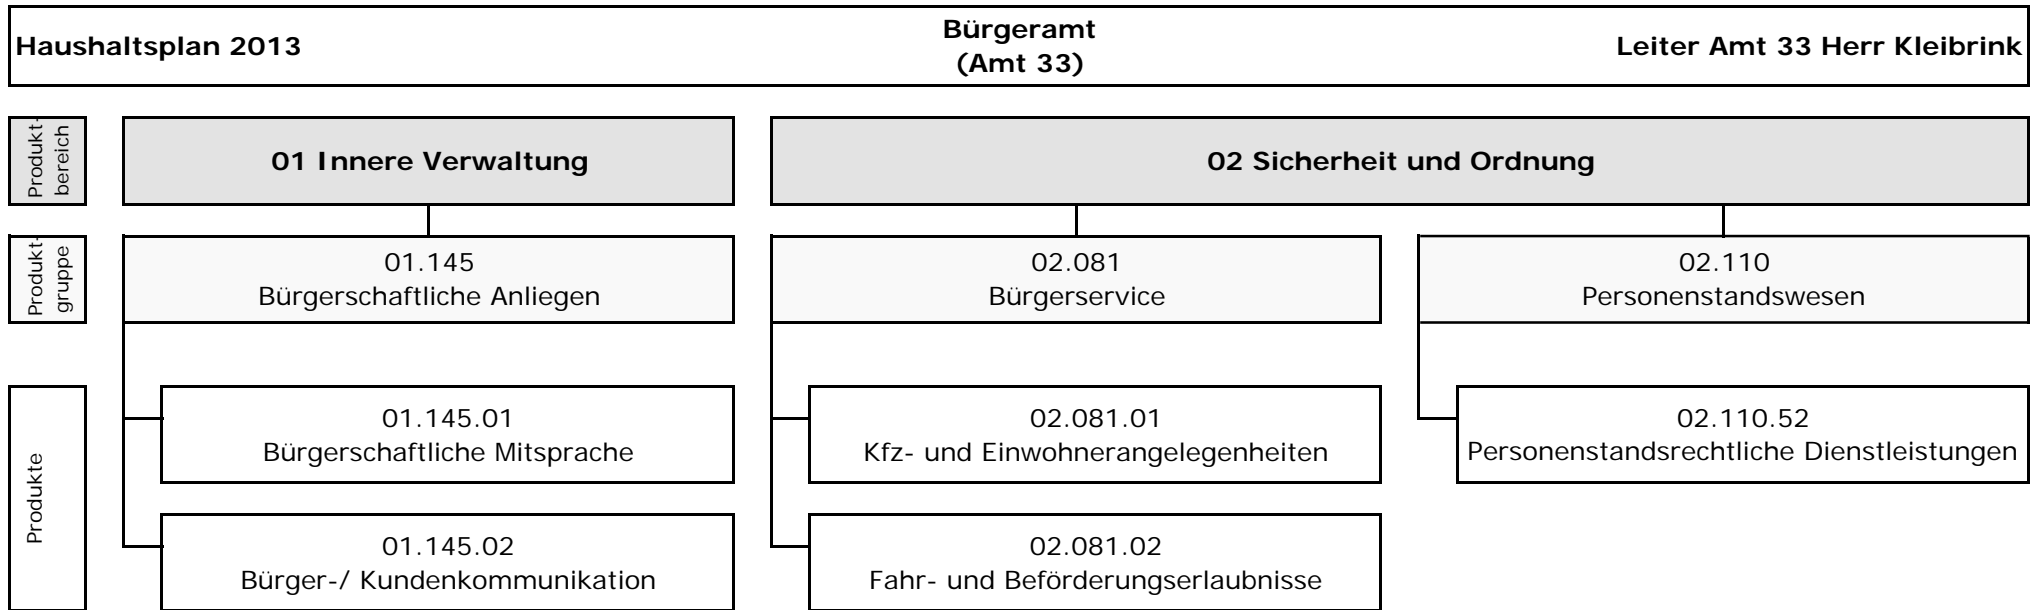 Haushaltsplan 2013
Bürgeramt
(Amt 33)
Leiter Amt 33 Herr Kleibrink
Produkt-
bereich
01 Innere Verwaltung
02 Sicherheit und Ordnung
Produkt-
gruppe
01.145
Bürgerschaftliche Anliegen
02.081
Bürgerservice
02.110
Personenstandswesen
Produkte
01.145.01
Bürgerschaftliche Mitsprache
02.081.01
Kfz- und Einwohnerangelegenheiten
02.110.52
Personenstandsrechtliche Dienstleistungen
01.145.02
Bürger-/ Kundenkommunikation
02.081.02
Fahr- und Beförderungserlaubnisse